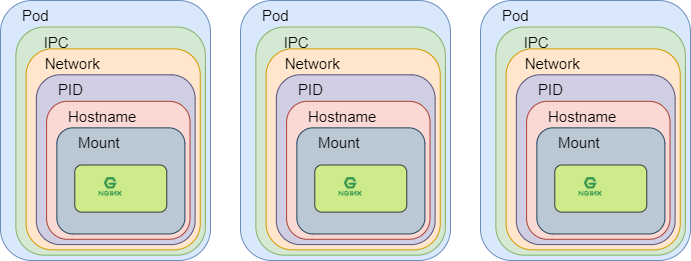 Pod
IPC
Network
PID
Hostname
Mount
NGINX
Pod
IPC
Network
PID
Hostname
Mount
NGINX
Pod
IPC
Network
PID
Hostname
Mount
NGINX